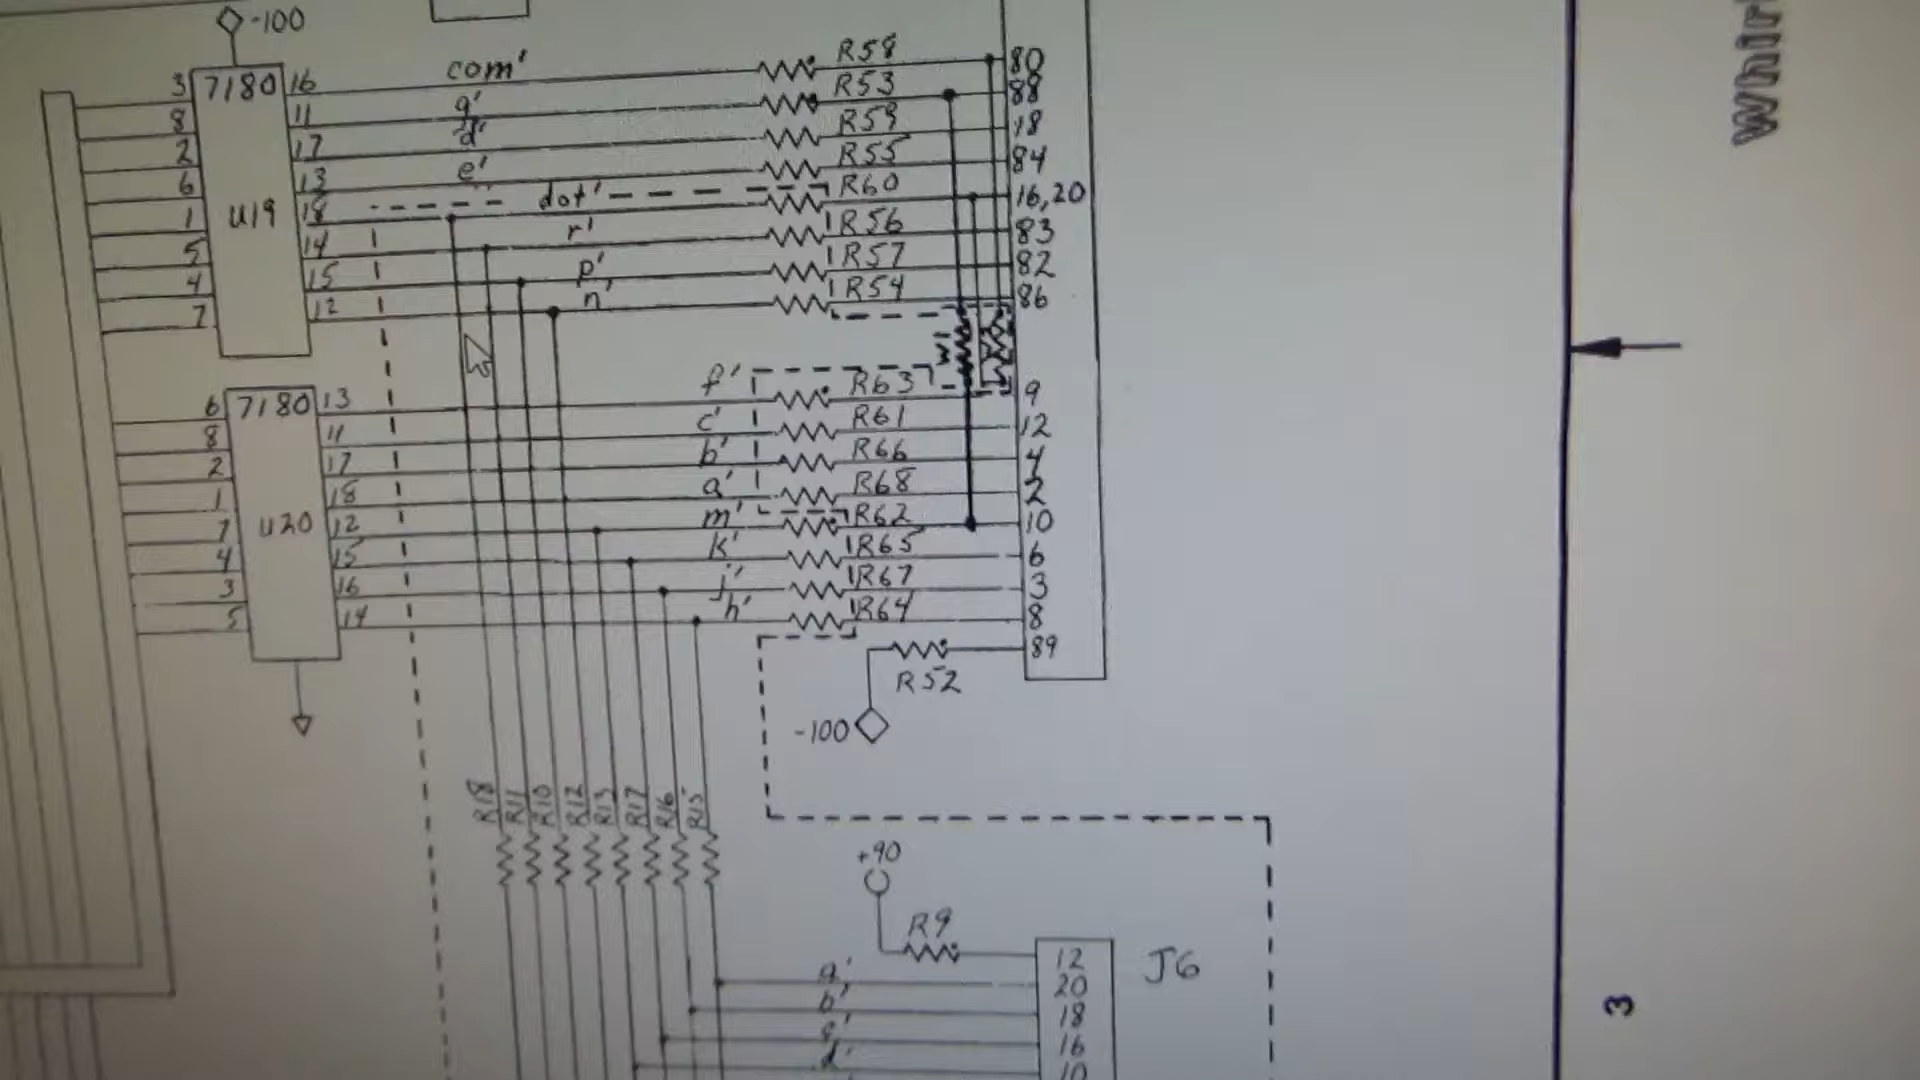 -100
3 7180 16 com' R58 80
8 11 g' R53 88
2 17 d' R59 18
6 13 e' R55 84
1 U19 18 dot' R60 16,20
5 14 r' R56 83
4 15 p' R57 82
7 12 n' R54 86
W1
6 7180 13 f' R63 9
8 11 c' R61 12
2 17 b' R66 4
1 18 a' R68 2
7 U20 12 m' R62 10
4 15 k' R65 6
3 16 j' R67 3
5 14 h' R64 8
89
R52
-100
R18 R11 R10 R12 R13 R17 R16 R15
+90
R9
12 J6
a' 20
b' 18
16
d' 10
Whir
3